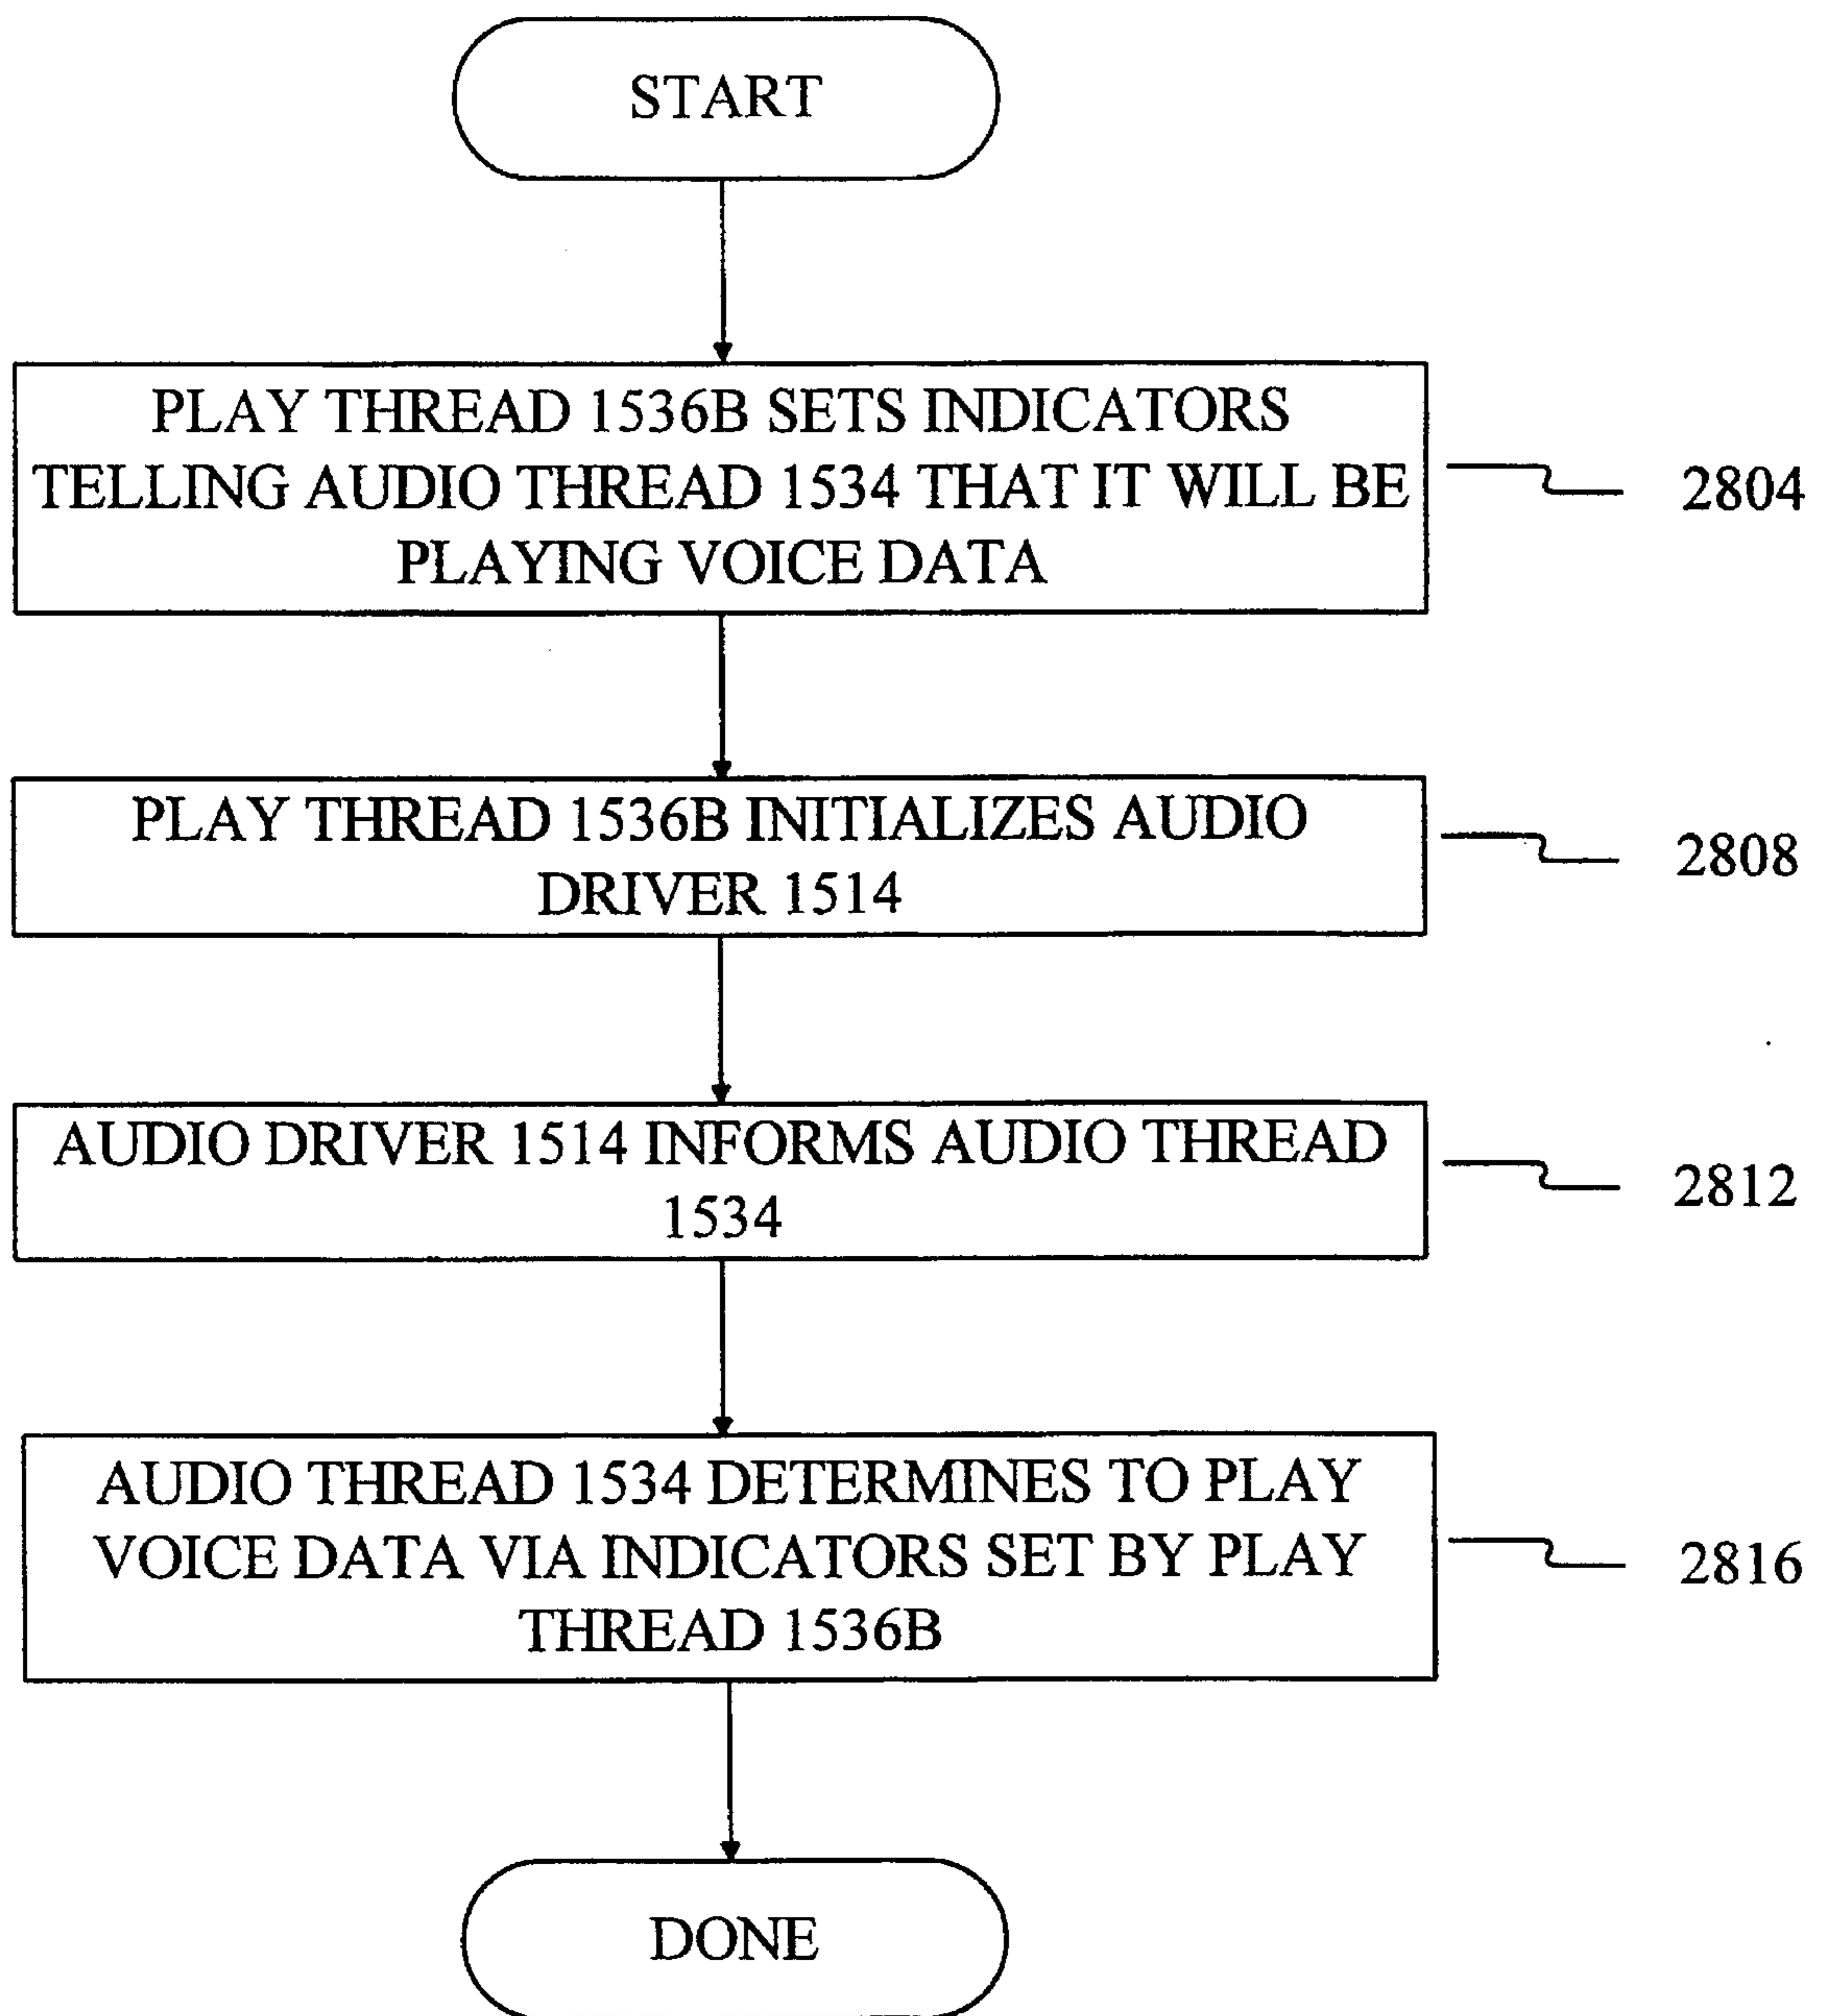 START
PLAY THREAD 1536B SETS INDICATORS
TELLING AUDIO THREAD 1534 THAT IT WILL BE
PLAYING VOICE DATA
2804
PLAY THREAD 1536B INITIALIZES AUDIO
DRIVER 1514
2808
AUDIO DRIVER 1514 INFORMS AUDIO THREAD
1534
2812
AUDIO THREAD 1534 DETERMINES TO PLAY
VOICE DATA VIA INDICATORS SET BY PLAY
THREAD 1536B
2816
DONE